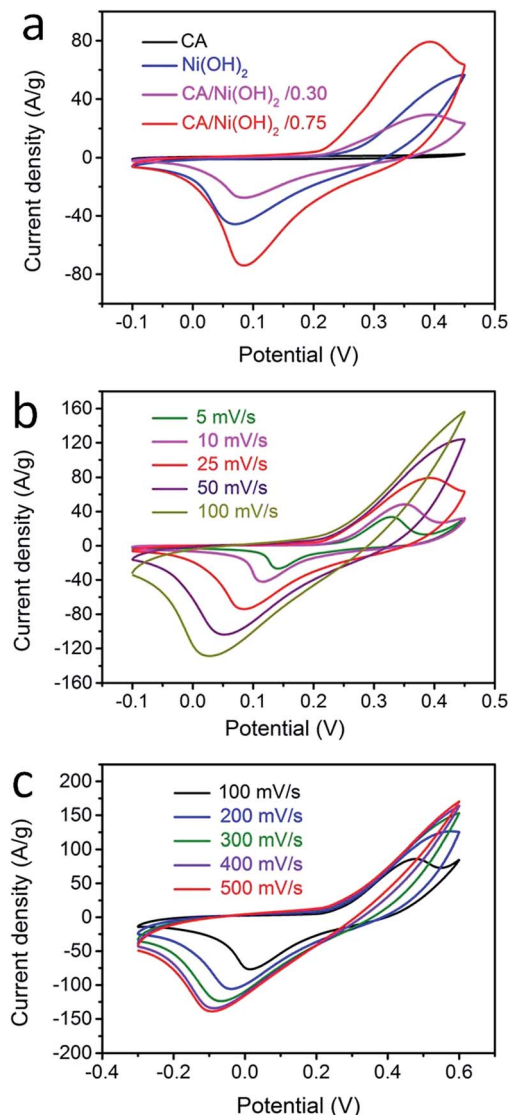 a
CA
Ni(OH)₂
CA/Ni(OH)₂ /0.30
CA/Ni(OH)₂ /0.75
Current density (A/g)
80
40
0
-40
-80
-0.1 0.0 0.1 0.2 0.3 0.4 0.5
Potential (V)
b
5 mV/s
10 mV/s
25 mV/s
50 mV/s
100 mV/s
Current density (A/g)
160
120
80
40
0
-40
-80
-120
-160
-0.1 0.0 0.1 0.2 0.3 0.4 0.5
Potential (V)
c
100 mV/s
200 mV/s
300 mV/s
400 mV/s
500 mV/s
Current density (A/g)
225
200
150
100
50
0
-50
-100
-150
-200
-0.4 -0.2 0.0 0.2 0.4 0.6
Potential (V)